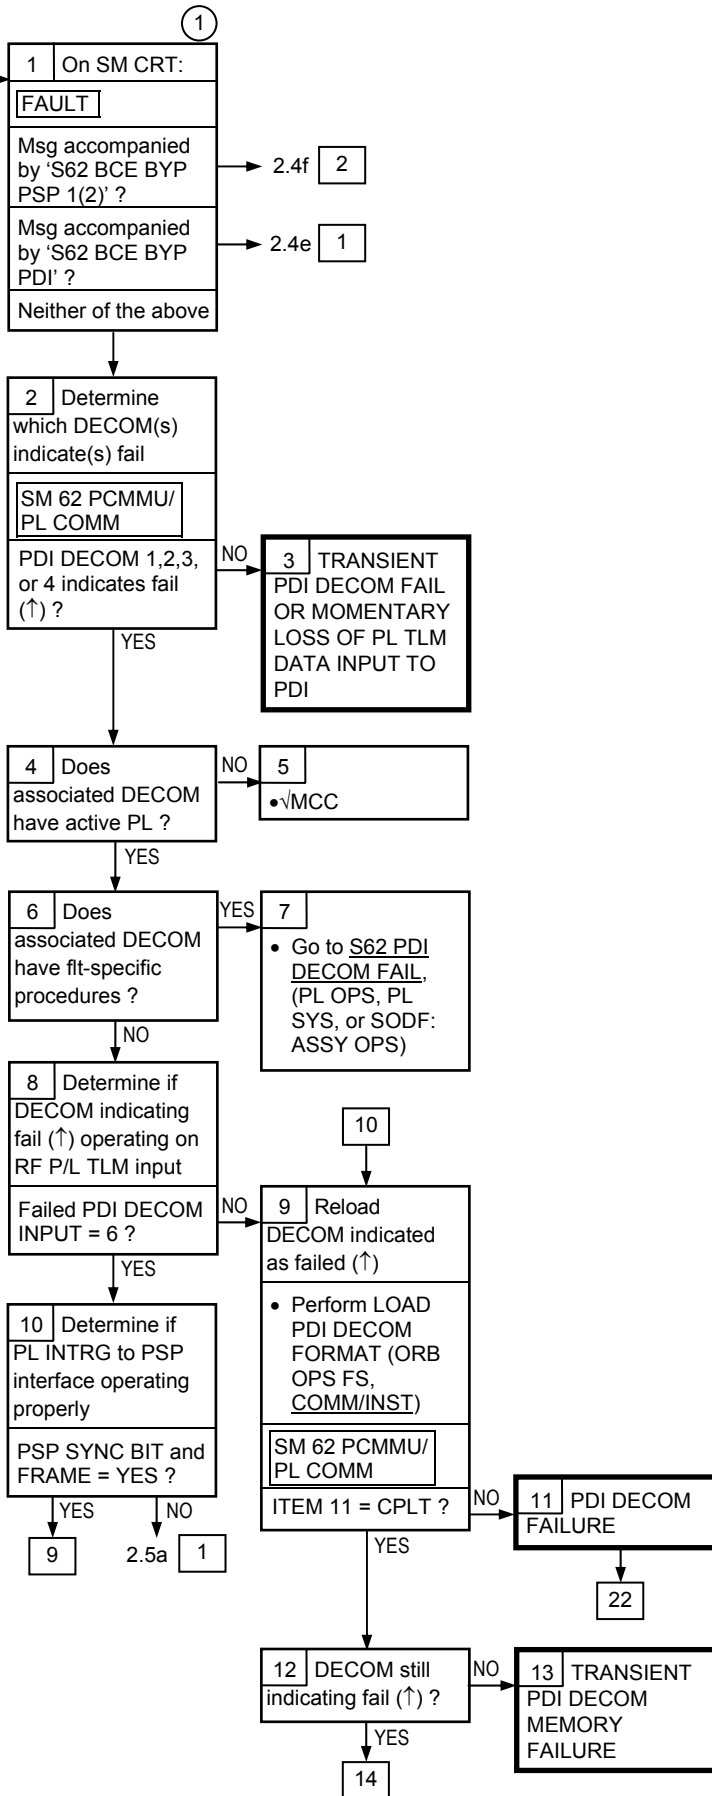 1
1 On SM CRT:
FAULT
Msg accompanied
by ‘S62 BCE BYP
PSP 1(2)’ ?
2.4f 2
Msg accompanied
by ‘S62 BCE BYP
PDI’ ?
2.4e 1
Neither of the above
2 Determine
which DECOM(s)
indicate(s) fail
SM 62 PCMMU/
PL COMM
PDI DECOM 1,2,3,
or 4 indicates fail
(↑) ?
NO
YES
3 TRANSIENT
PDI DECOM FAIL
OR MOMENTARY
LOSS OF PL TLM
DATA INPUT TO
PDI
4 Does
associated DECOM
have active PL ?
NO
YES
5
•√MCC
6 Does
associated DECOM
have flt-specific
procedures ?
YES
NO
7
• Go to S62 PDI
DECOM FAIL,
(PL OPS, PL
SYS, or SODF:
ASSY OPS)
8 Determine if
DECOM indicating
fail (↑) operating on
RF P/L TLM input
Failed PDI DECOM
INPUT = 6 ?
NO
YES
10
9 Reload
DECOM indicated
as failed (↑)
• Perform LOAD
PDI DECOM
FORMAT (ORB
OPS FS,
COMM/INST)
SM 62 PCMMU/
PL COMM
ITEM 11 = CPLT ?
NO
YES
10 Determine if
PL INTRG to PSP
interface operating
properly
PSP SYNC BIT and
FRAME = YES ?
YES
NO
9
2.5a 1
11 PDI DECOM
FAILURE
22
12 DECOM still
indicating fail (↑) ?
NO
YES
14
13 TRANSIENT
PDI DECOM
MEMORY
FAILURE